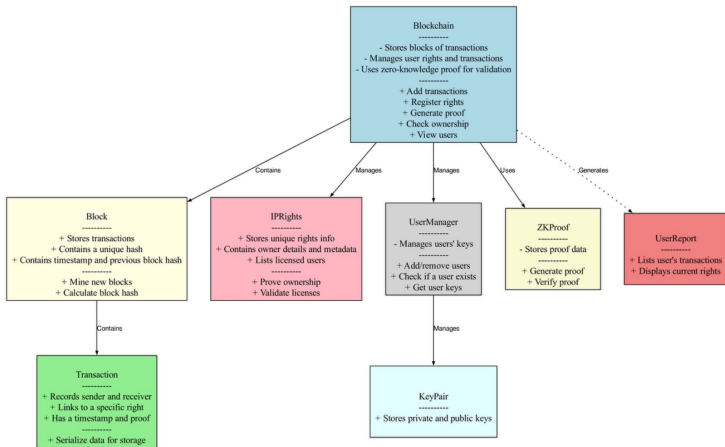 Blockchain
----------
- Stores blocks of transactions
- Manages user rights and transactions
- Uses zero-knowledge proof for validation
----------
+ Add transactions
+ Register rights
+ Generate proof
+ Check ownership
+ View users
Contains
Manages
Manages
Uses
Generates
Block
----------
+ Stores transactions
+ Contains a unique hash
+ Contains timestamp and previous block hash
----------
+ Mine new blocks
+ Calculate block hash
IPRights
----------
+ Stores unique rights info
+ Contains owner details and metadata
+ Lists licensed users
----------
+ Prove ownership
+ Validate licenses
UserManager
----------
- Manages users' keys
----------
+ Add/remove users
+ Check if a user exists
+ Get user keys
ZKProof
----------
- Stores proof data
----------
+ Generate proof
+ Verify proof
UserReport
----------
+ Lists user's transactions
+ Displays current rights
Contains
Manages
Transaction
----------
+ Records sender and receiver
+ Links to a specific right
+ Has a timestamp and proof
----------
+ Serialize data for storage
KeyPair
----------
+ Stores private and public keys